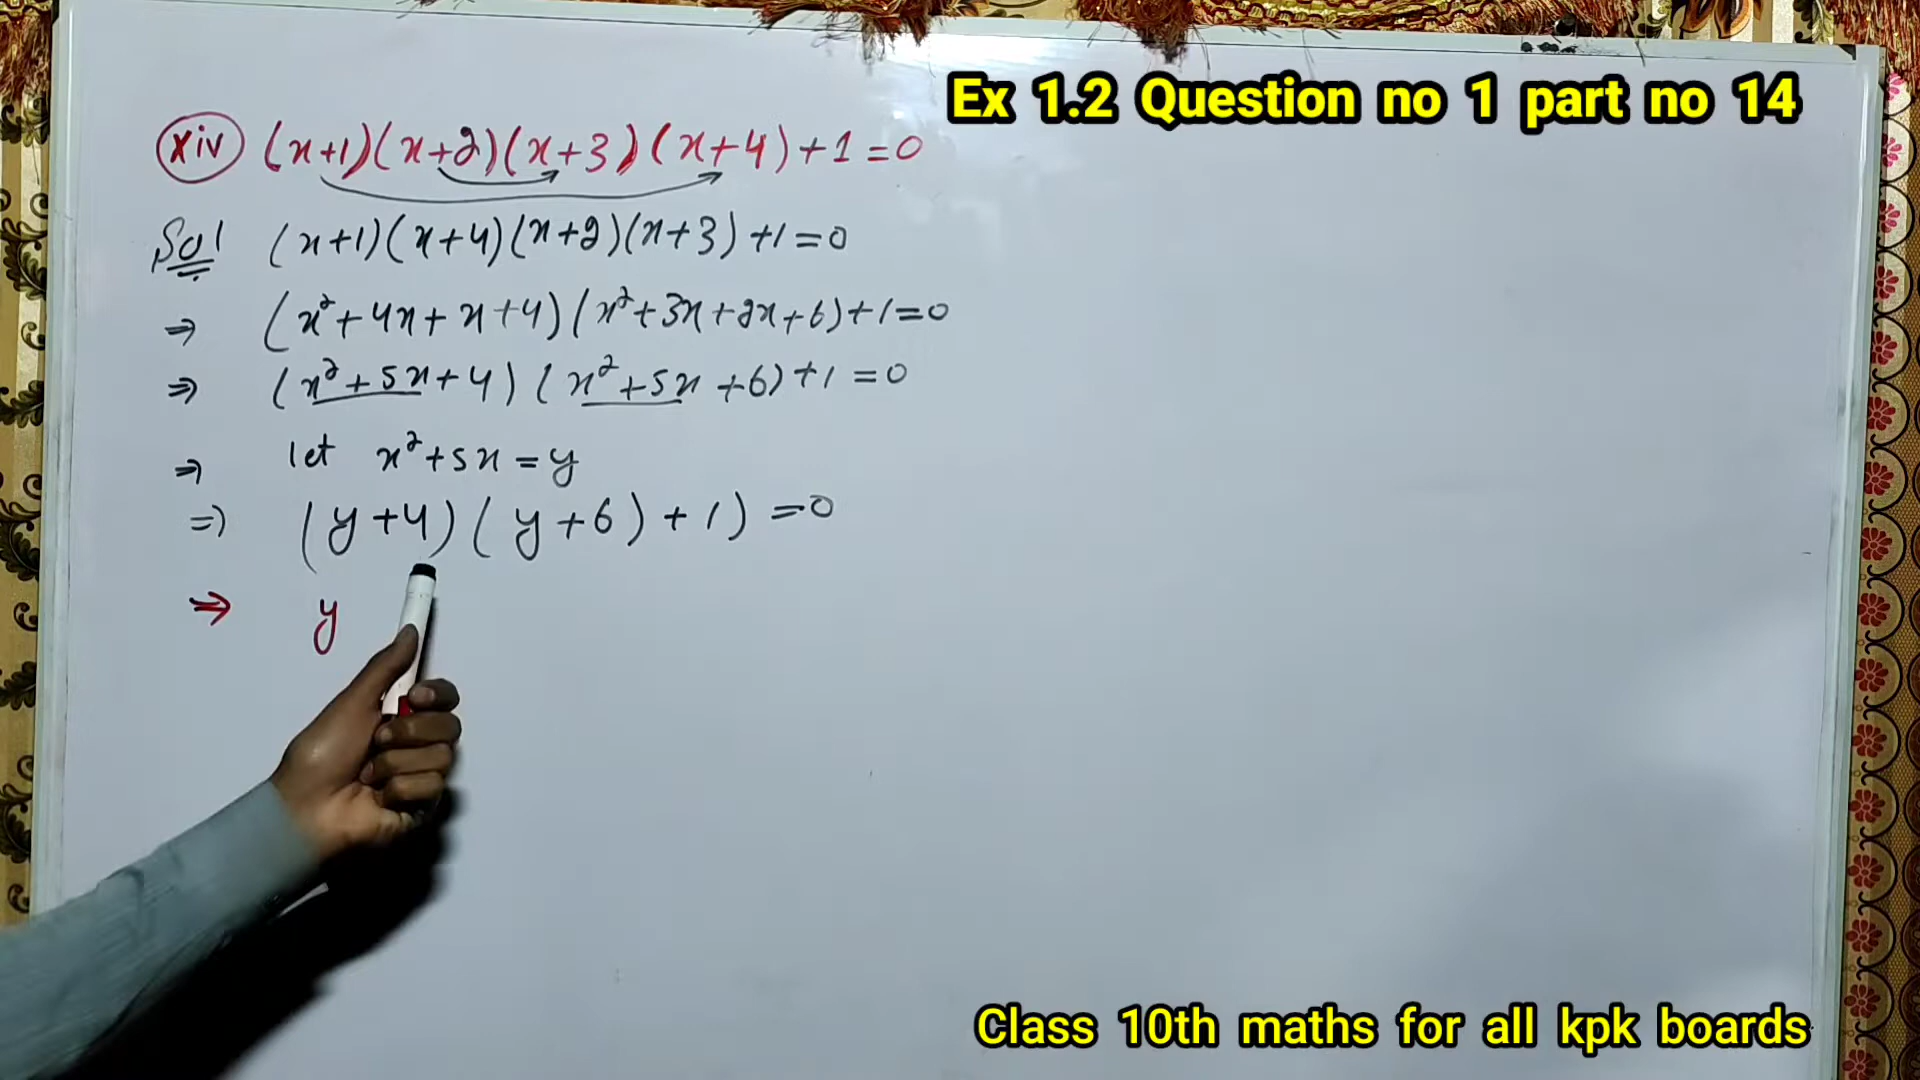 Ex 1.2 Question no 1 part no 14
xiv (x+1)(x+2)(x+3)(x+4)+1=0
Sol (x+1)(x+4)(x+2)(x+3)+1=0
⇒ (x²+4x+x+4)(x²+3x+2x+6)+1=0
⇒ (x²+5x+4)(x²+5x+6)+1=0
⇒ let x²+5x=y
⇒ (y+4)(y+6)+1)=0
⇒ y
Class 10th maths for all kpk boards